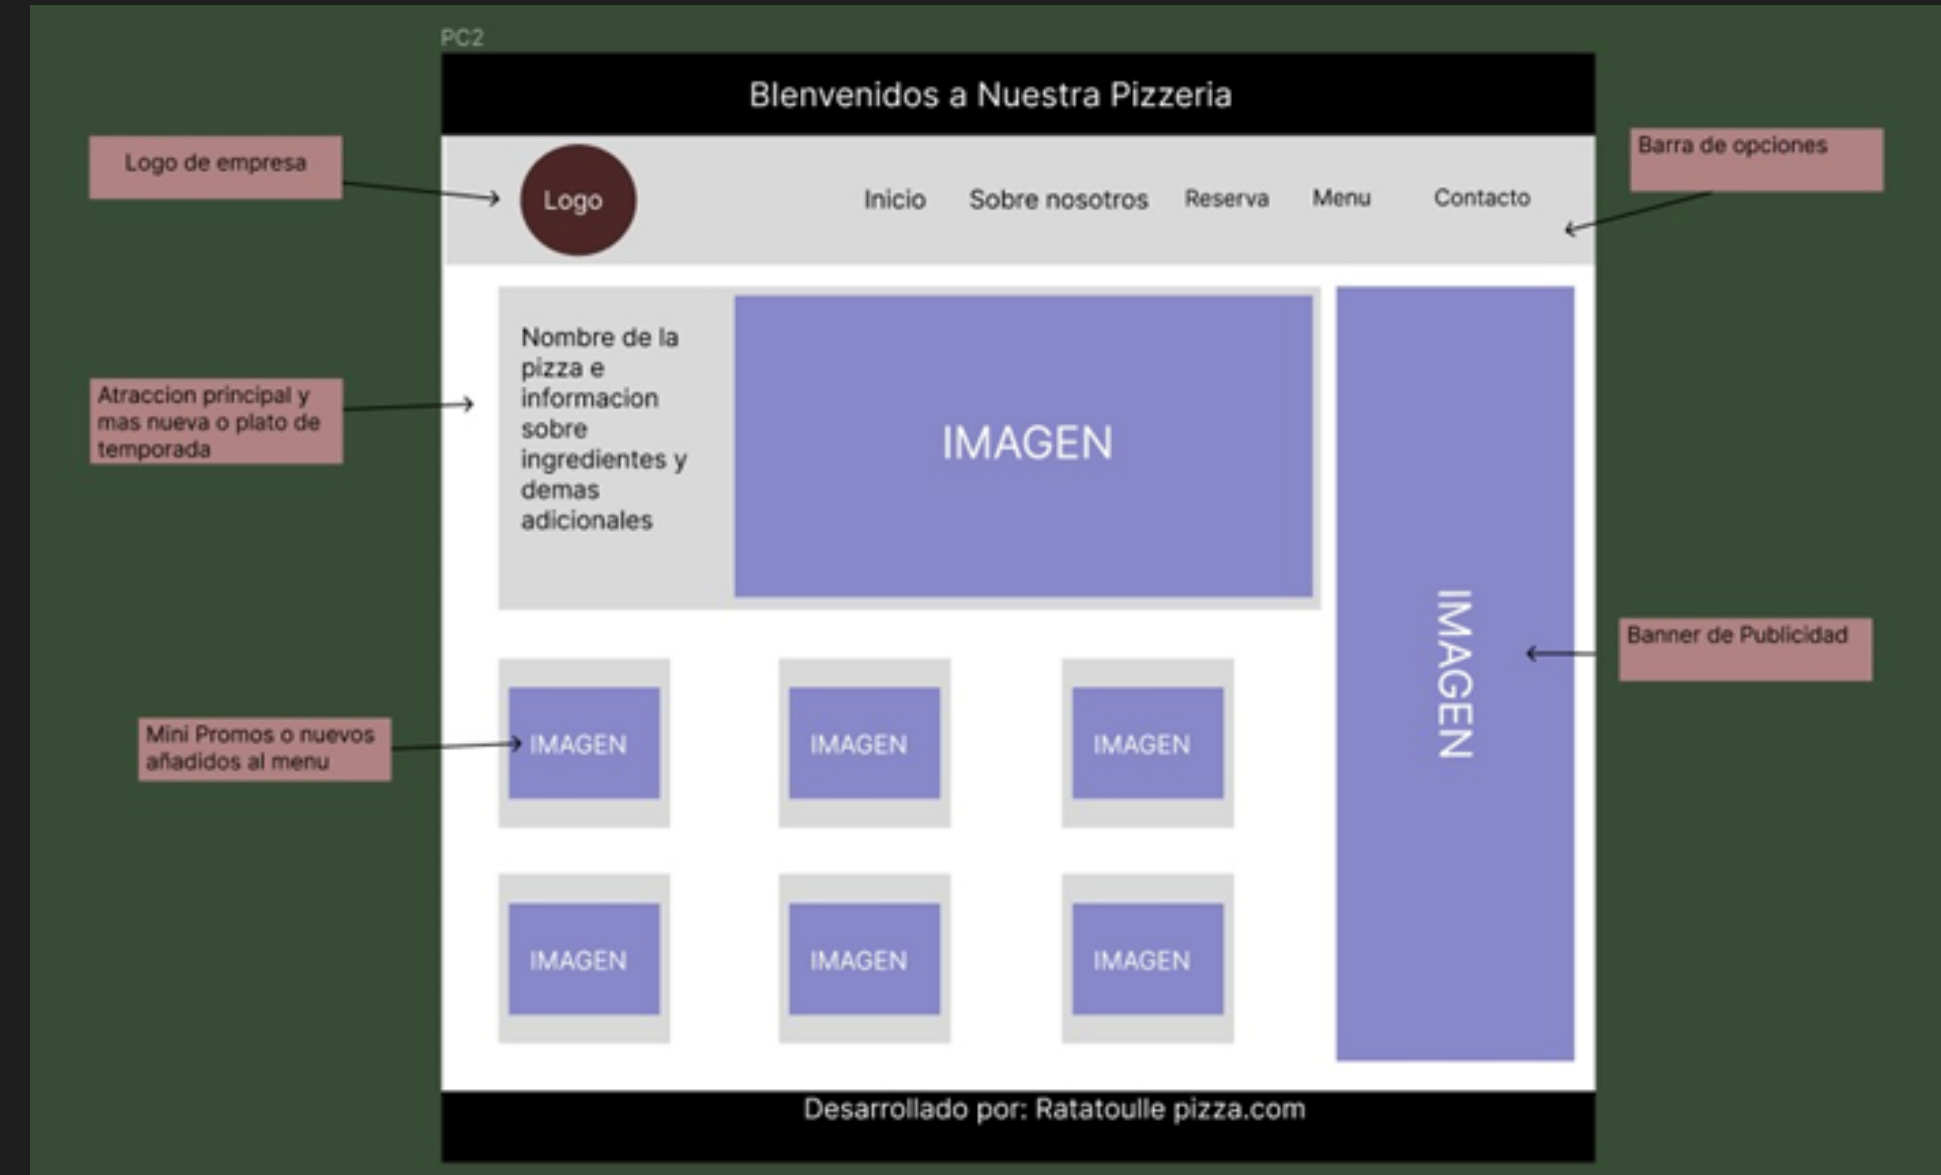 PC2
BIenvenidos a Nuestra Pizzeria
Logo de empresa
Logo
Inicio Sobre nosotros Reserva Menu Contacto
Barra de opciones
Nombre de la
pizza e
informacion
sobre
ingredientes y
demas
adicionales
IMAGEN
Atraccion principal y
mas nueva o plato de
temporada
IMAGEN
Banner de Publicidad
Mini Promos o nuevos
añadidos al menu
IMAGEN IMAGEN IMAGEN
IMAGEN IMAGEN IMAGEN
Desarrollado por: Ratatoulle pizza.com